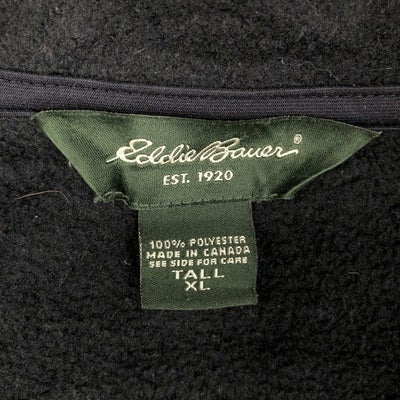 Eddie Bauer®
EST. 1920
100% POLYESTER
MADE IN CANADA
SEE SIDE FOR CARE
TALL
XL